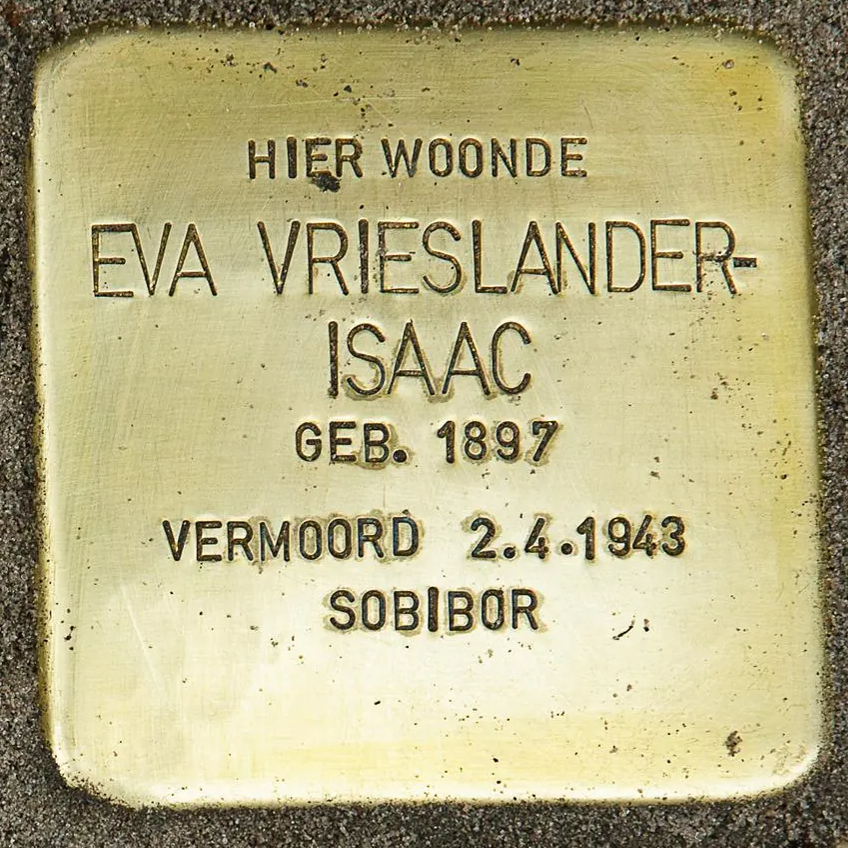 HIER WOONDE
EVA VRIESLANDER-
ISAAC
GEB. 1897
VERMOORD 2.4.1943
SOBIBOR